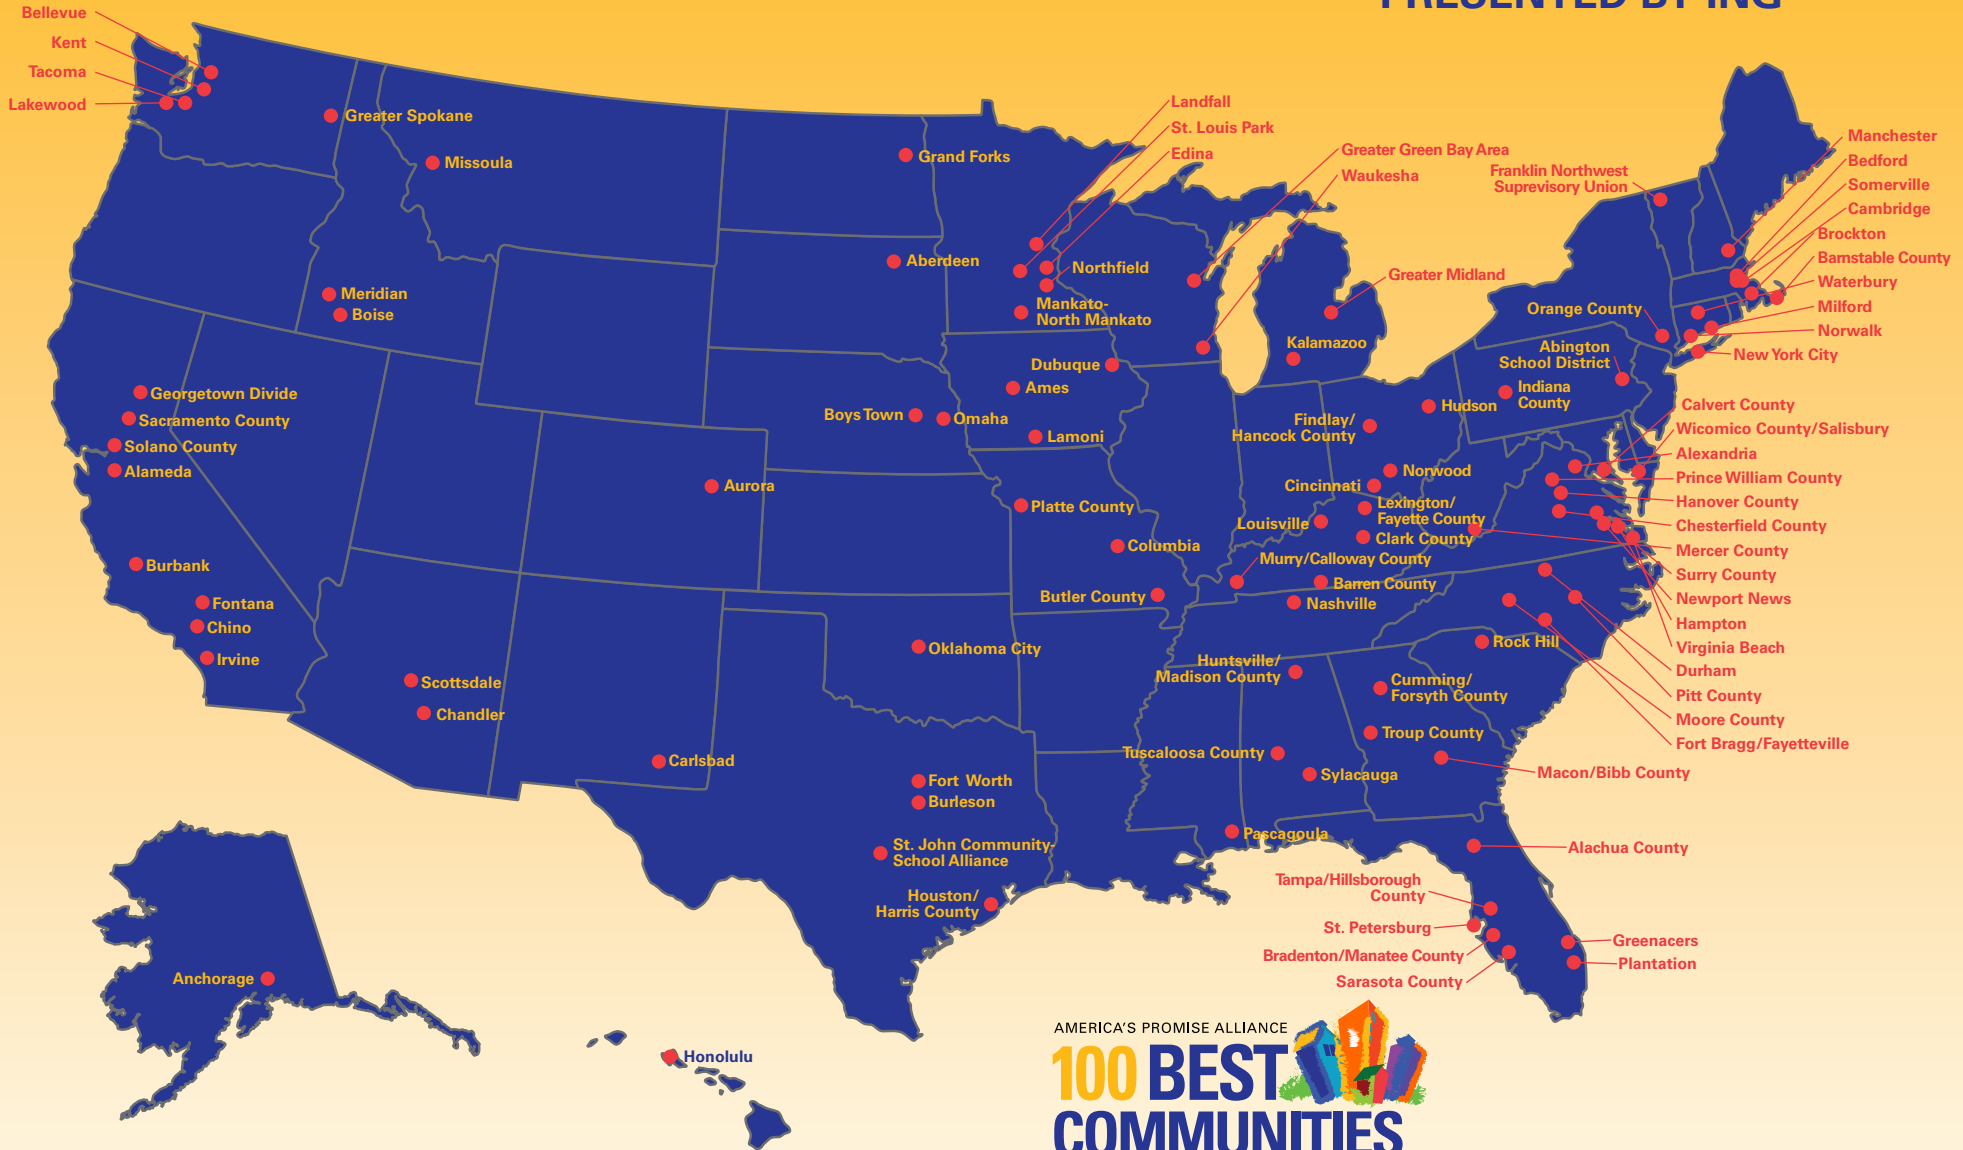 PRESENTED BY ING
Bellevue
Kent
Tacoma
Lakewood
Greater Spokane
Missoula
Grand Forks
Landfall
St. Louis Park
Edina
Greater Green Bay Area
Waukesha
Franklin Northwest
Suprevisory Union
Manchester
Bedford
Somerville
Cambridge
Brockton
Barnstable County
Waterbury
Milford
Norwalk
New York City
Meridian
Boise
Aberdeen
Northfield
Mankato-
North Mankato
Greater Midland
Kalamazoo
Orange County
Abington
School District
Indiana
County
Dubuque
Ames
Boys Town
Omaha
Lamoni
Hudson
Findlay/
Hancock County
Georgetown Divide
Sacramento County
Solano County
Alameda
Aurora
Platte County
Columbia
Butler County
Norwood
Cincinnati
Lexington/
Fayette County
Louisville
Clark County
Murry/Calloway County
Barren County
Nashville
Calvert County
Wicomico County/Salisbury
Alexandria
Prince William County
Hanover County
Chesterfield County
Mercer County
Surry County
Newport News
Hampton
Virginia Beach
Durham
Pitt County
Moore County
Fort Bragg/Fayetteville
Burbank
Fontana
Chino
Irvine
Scottsdale
Chandler
Carlsbad
Oklahoma City
Rock Hill
Huntsville/
Madison County
Cumming/
Forsyth County
Troup County
Tuscaloosa County
Sylacauga
Macon/Bibb County
Fort Worth
Burleson
St. John Community-
School Alliance
Houston/
Harris County
Pascagoula
Alachua County
Tampa/Hillsborough
County
St. Petersburg
Bradenton/Manatee County
Sarasota County
Greenacers
Plantation
Anchorage
Honolulu
AMERICA'S PROMISE ALLIANCE
100 BEST
COMMUNITIES